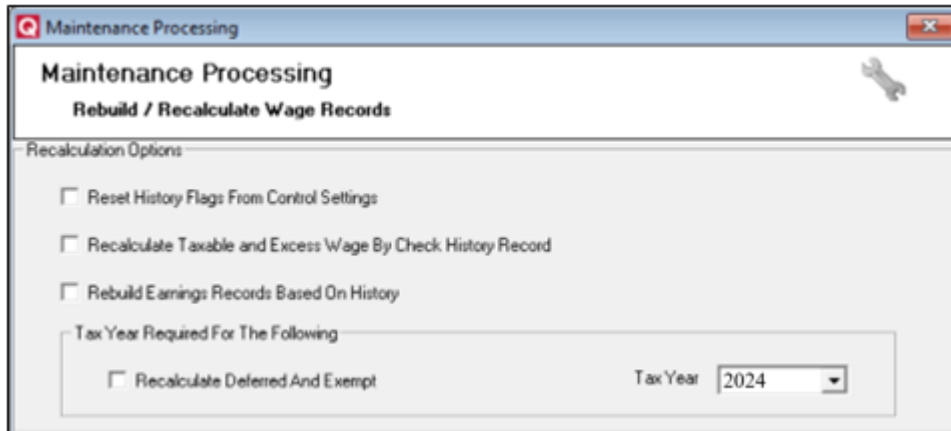 Maintenance Processing
Maintenance Processing
Rebuild / Recalculate Wage Records
Recalculation Options
Reset History Flags From Control Settings
Recalculate Taxable and Excess Wage By Check History Record
Rebuild Earnings Records Based On History
Tax Year Required For The Following
Recalculate Deferred And Exempt Tax Year 2024